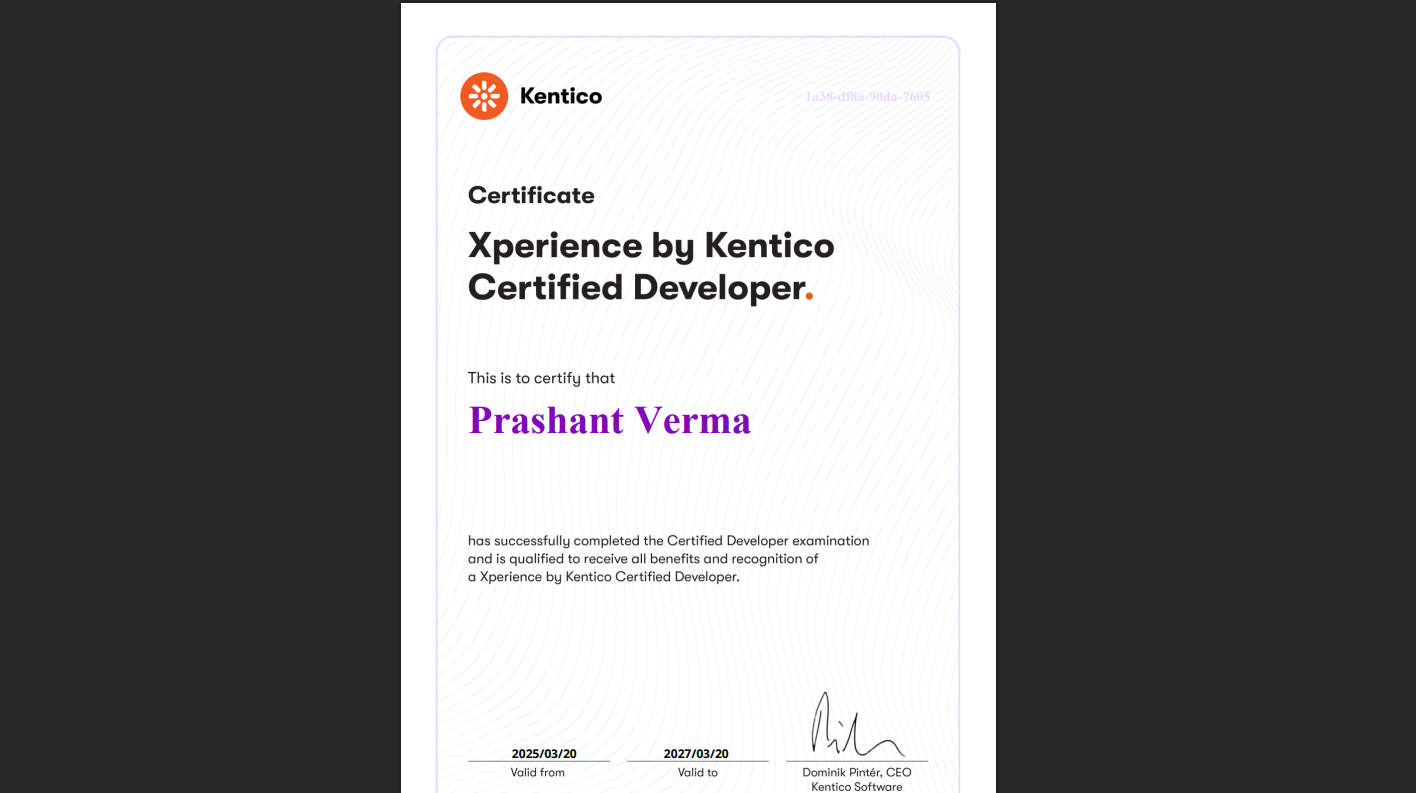 Kentico
1a38-df8a-90da-7605
Certificate
Xperience by Kentico
Certified Developer.
This is to certify that
Prashant Verma
has successfully completed the Certified Developer examination
and is qualified to receive all benefits and recognition of
a Xperience by Kentico Certified Developer.
2025/03/20
Valid from
2027/03/20
Valid to
Dominik Pintér, CEO
Kentico Software